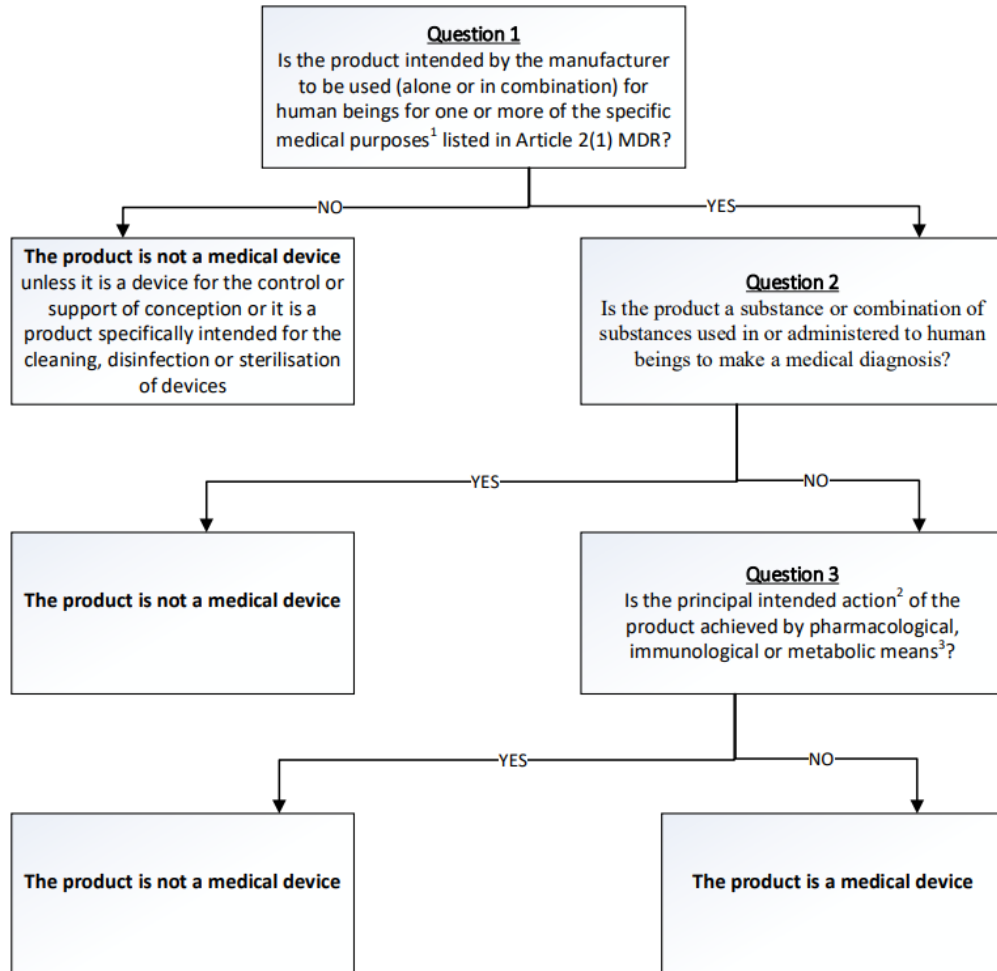 Question 1
Is the product intended by the manufacturer
to be used (alone or in combination) for
human beings for one or more of the specific
medical purposes1 listed in Article 2(1) MDR?
NO
YES
The product is not a medical device
unless it is a device for the control or
support of conception or it is a
product specifically intended for the
cleaning, disinfection or sterilisation
of devices
Question 2
Is the product a substance or combination of
substances used in or administered to human
beings to make a medical diagnosis?
YES
NO
The product is not a medical device
Question 3
Is the principal intended action2 of the
product achieved by pharmacological,
immunological or metabolic means3?
YES
NO
The product is not a medical device
The product is a medical device